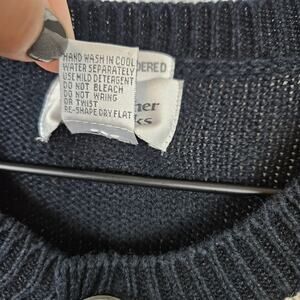 HAND WASH IN COOL
WATER SEPARATELY
USE MILD DETERGENT
DO NOT BLEACH
DO NOT WRING
OR TWIST
RE-SHAPE DRY FLAT